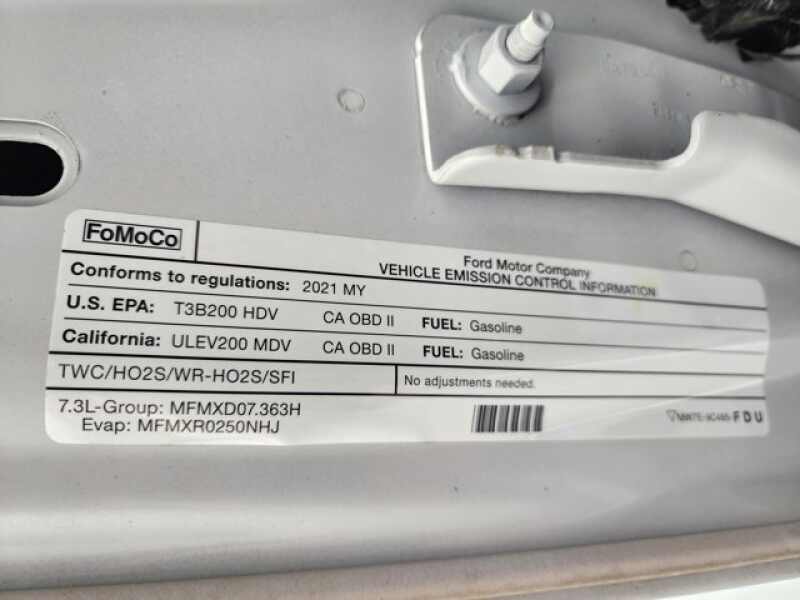 FoMoCo
Ford Motor Company
VEHICLE EMISSION CONTROL INFORMATION
Conforms to regulations: 2021 MY
U.S. EPA: T3B200 HDV CA OBD II FUEL: Gasoline
California: ULEV200 MDV CA OBD II FUEL: Gasoline
TWC/HO2S/WR-HO2S/SFI No adjustments needed.
7.3L-Group: MFMXD07.363H
Evap: MFMXR0250NHJ
FDU